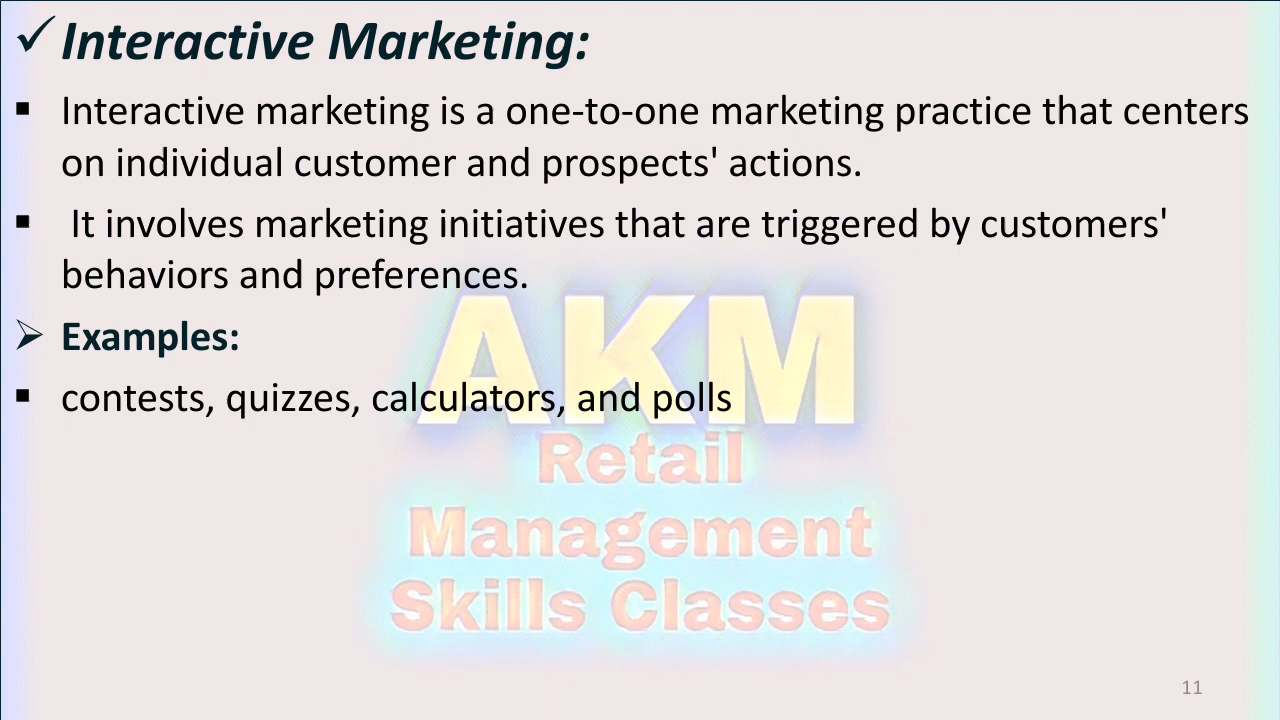 ✓ Interactive Marketing:
▪ Interactive marketing is a one-to-one marketing practice that centers
on individual customer and prospects' actions.
▪ It involves marketing initiatives that are triggered by customers'
behaviors and preferences.
➢ Examples:
▪ contests, quizzes, calculators, and polls
AKM
Retail
Management
Skills Classes
11